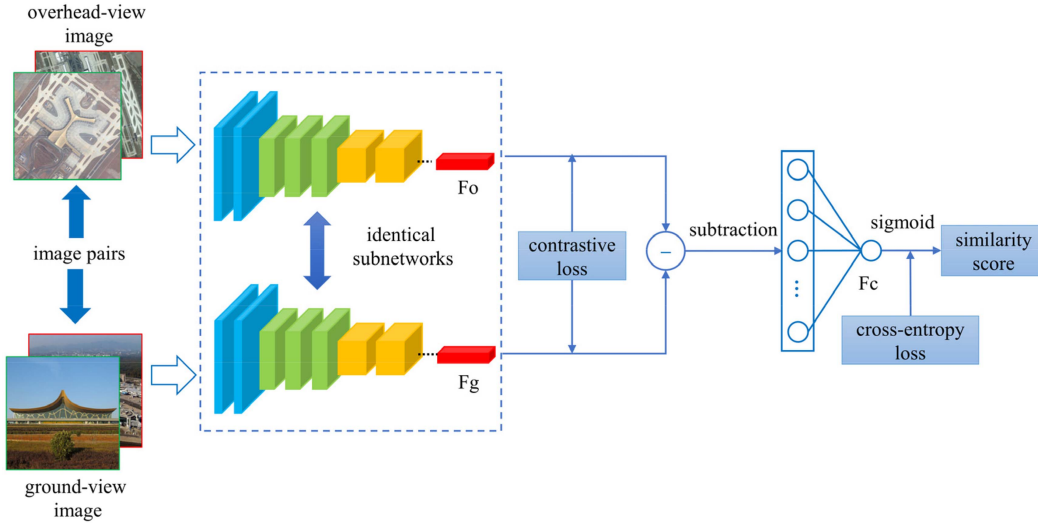 overhead-view
image
image pairs
ground-view
image
Fo
identical
subnetworks
Fg
contrastive
loss
−
subtraction
sigmoid
Fc
similarity
score
cross-entropy
loss